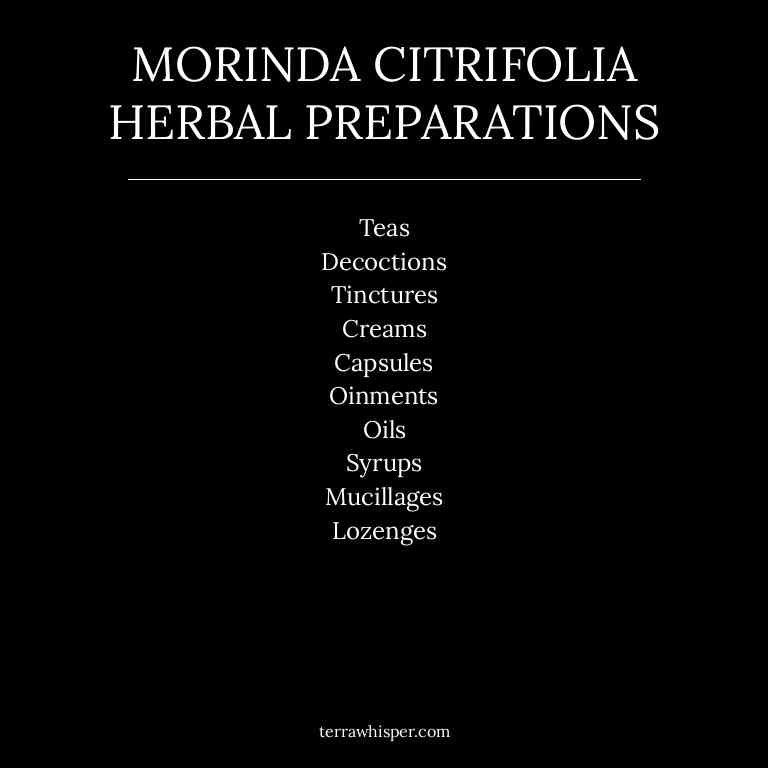 MORINDA CITRIFOLIA
HERBAL PREPARATIONS
Teas
Decoctions
Tinctures
Creams
Capsules
Oinments
Oils
Syrups
Mucillages
Lozenges
terrawhisper.com